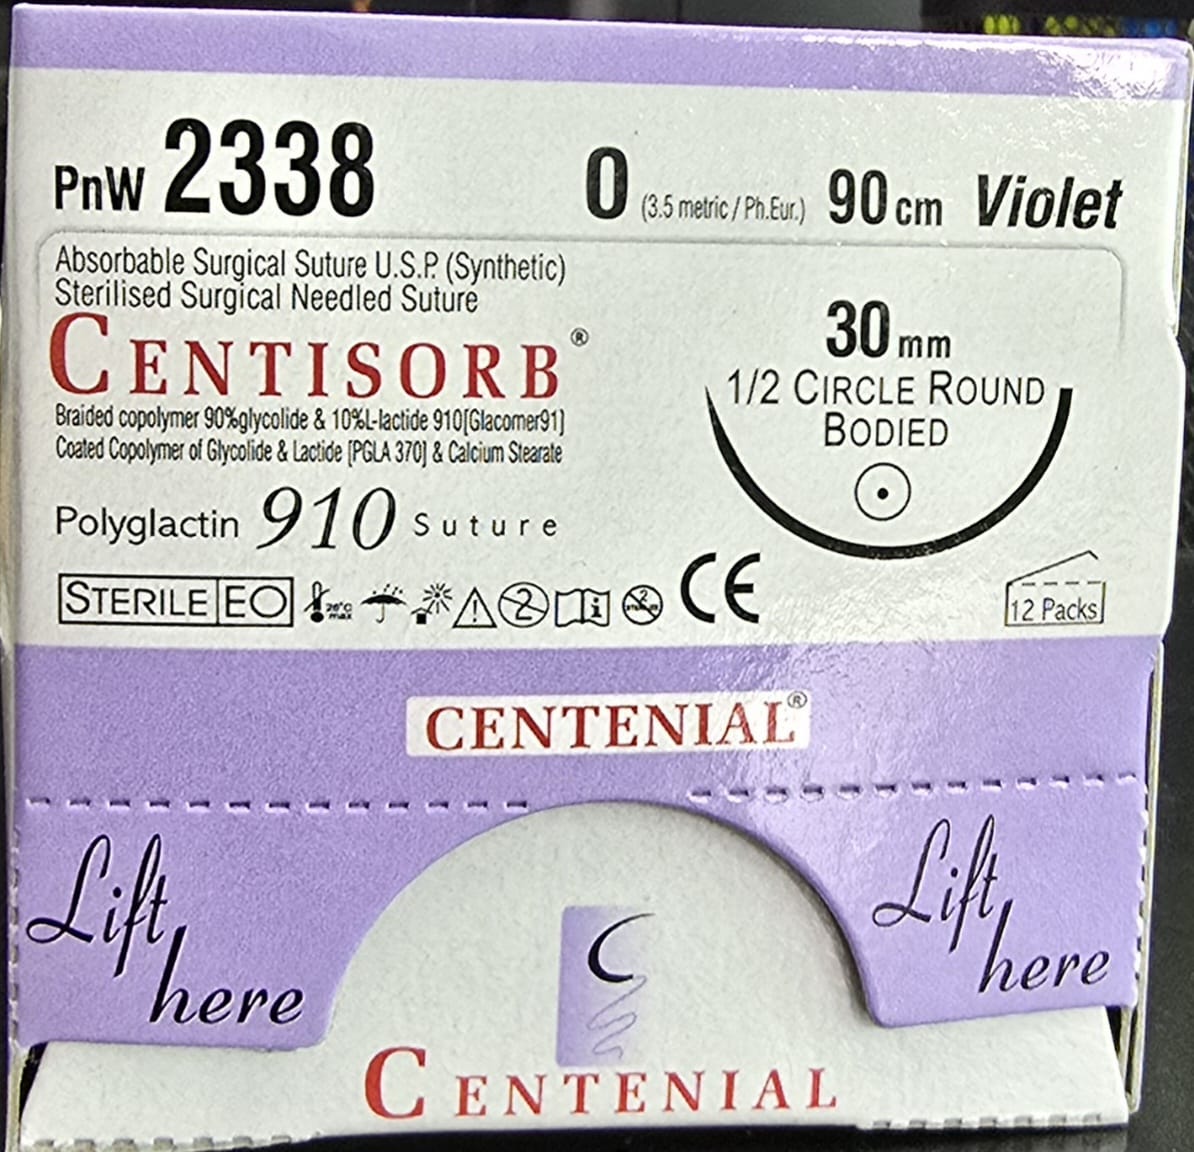 PnW 2338 0 (3.5 metric / Ph.Eur.) 90 cm Violet
Absorbable Surgical Suture U.S.P. (Synthetic)
Sterilised Surgical Needled Suture
CENTISORB®
Braided copolymer 90%glycolide & 10%L-lactide 910[Glacomer91]
Coated Copolymer of Glycolide & Lactide [PGLA 370] & Calcium Stearate
Polyglactin 910 Suture
30 mm
1/2 CIRCLE ROUND
BODIED
STERILE EO
2
i
CE
12 Packs
CENTENIAL®
Lift
here
Lift
here
CENTENIAL